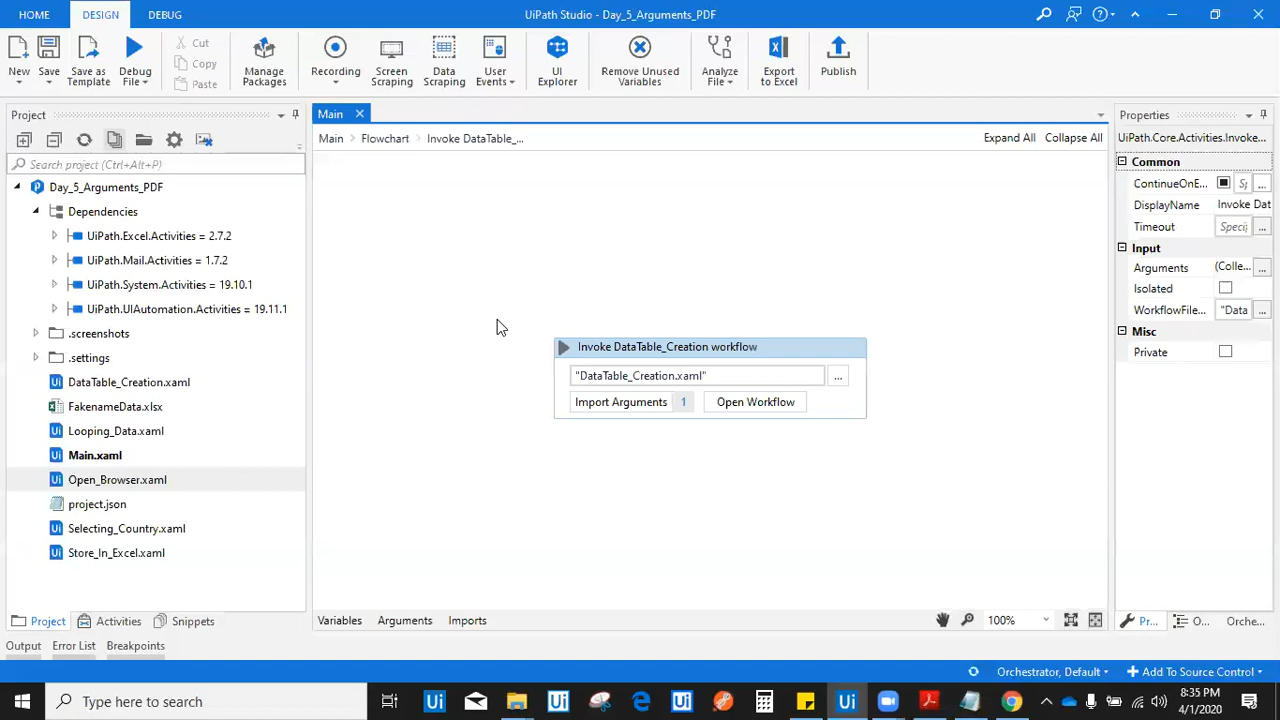 HOME DESIGN DEBUG UiPath Studio - Day_5_Arguments_PDF
New Save Save as Template Debug File Cut Copy Paste Manage Packages Recording Screen Scraping Data Scraping User Events UI Explorer Remove Unused Variables Analyze File Export to Excel Publish
Project
Search project (Ctrl+Alt+P)
Day_5_Arguments_PDF
Dependencies
UiPath.Excel.Activities = 2.7.2
UiPath.Mail.Activities = 1.7.2
UiPath.System.Activities = 19.10.1
UiPath.UIAutomation.Activities = 19.11.1
.screenshots
.settings
DataTable_Creation.xaml
FakenameData.xlsx
Looping_Data.xaml
Main.xaml
Open_Browser.xaml
project.json
Selecting_Country.xaml
Store_In_Excel.xaml
Project Activities Snippets
Main
Main Flowchart Invoke DataTable_... Expand All Collapse All
Invoke DataTable_Creation workflow
"DataTable_Creation.xaml" ...
Import Arguments 1 Open Workflow
Variables Arguments Imports 100%
Properties
UiPath.Core.Activities.Invoke...
Common
ContinueOnE... ...
DisplayName Invoke Dat
Timeout Speci ...
Input
Arguments (Colle... ...
Isolated
WorkflowFile... "Data ...
Misc
Private
Pr... O... Orche...
Output Error List Breakpoints
Orchestrator, Default Add To Source Control
Type here to search
8:35 PM
4/1/2020